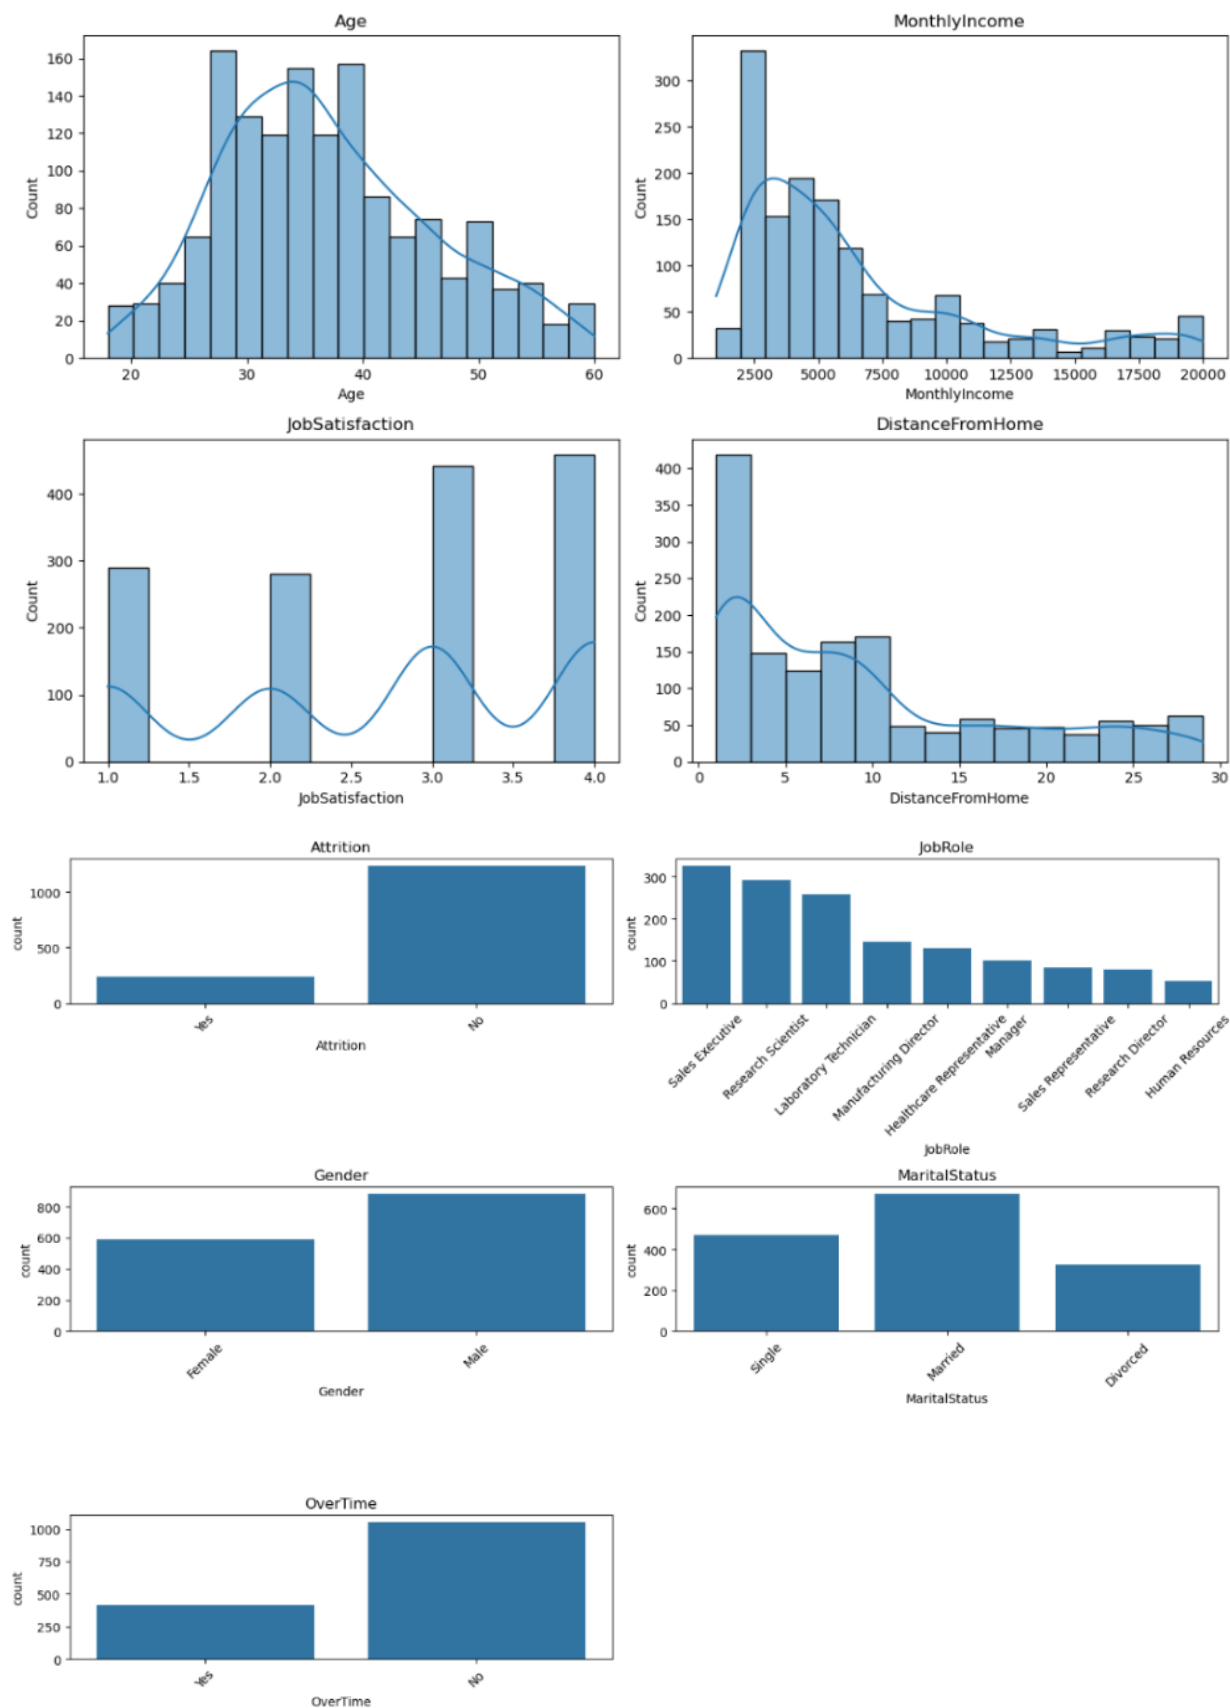 Age
MonthlyIncome
160
140
120
100
80
60
40
20
0
Count
20 30 40 50 60
Age
300
250
200
150
100
50
0
Count
2500 5000 7500 10000 12500 15000 17500 20000
MonthlyIncome
JobSatisfaction
DistanceFromHome
400
300
200
100
0
Count
1.0 1.5 2.0 2.5 3.0 3.5 4.0
JobSatisfaction
400
350
300
250
200
150
100
50
0
Count
0 5 10 15 20 25 30
DistanceFromHome
Attrition
JobRole
1000
500
0
count
Yes No
Attrition
300
200
100
0
count
Sales Executive
Research Scientist
Laboratory Technician
Manufacturing Director
Healthcare Representative
Manager
Sales Representative
Research Director
Human Resources
JobRole
Gender
MaritalStatus
800
600
400
200
0
count
Female Male
Gender
600
400
200
0
count
Single Married Divorced
MaritalStatus
OverTime
1000
750
500
250
0
count
Yes No
OverTime